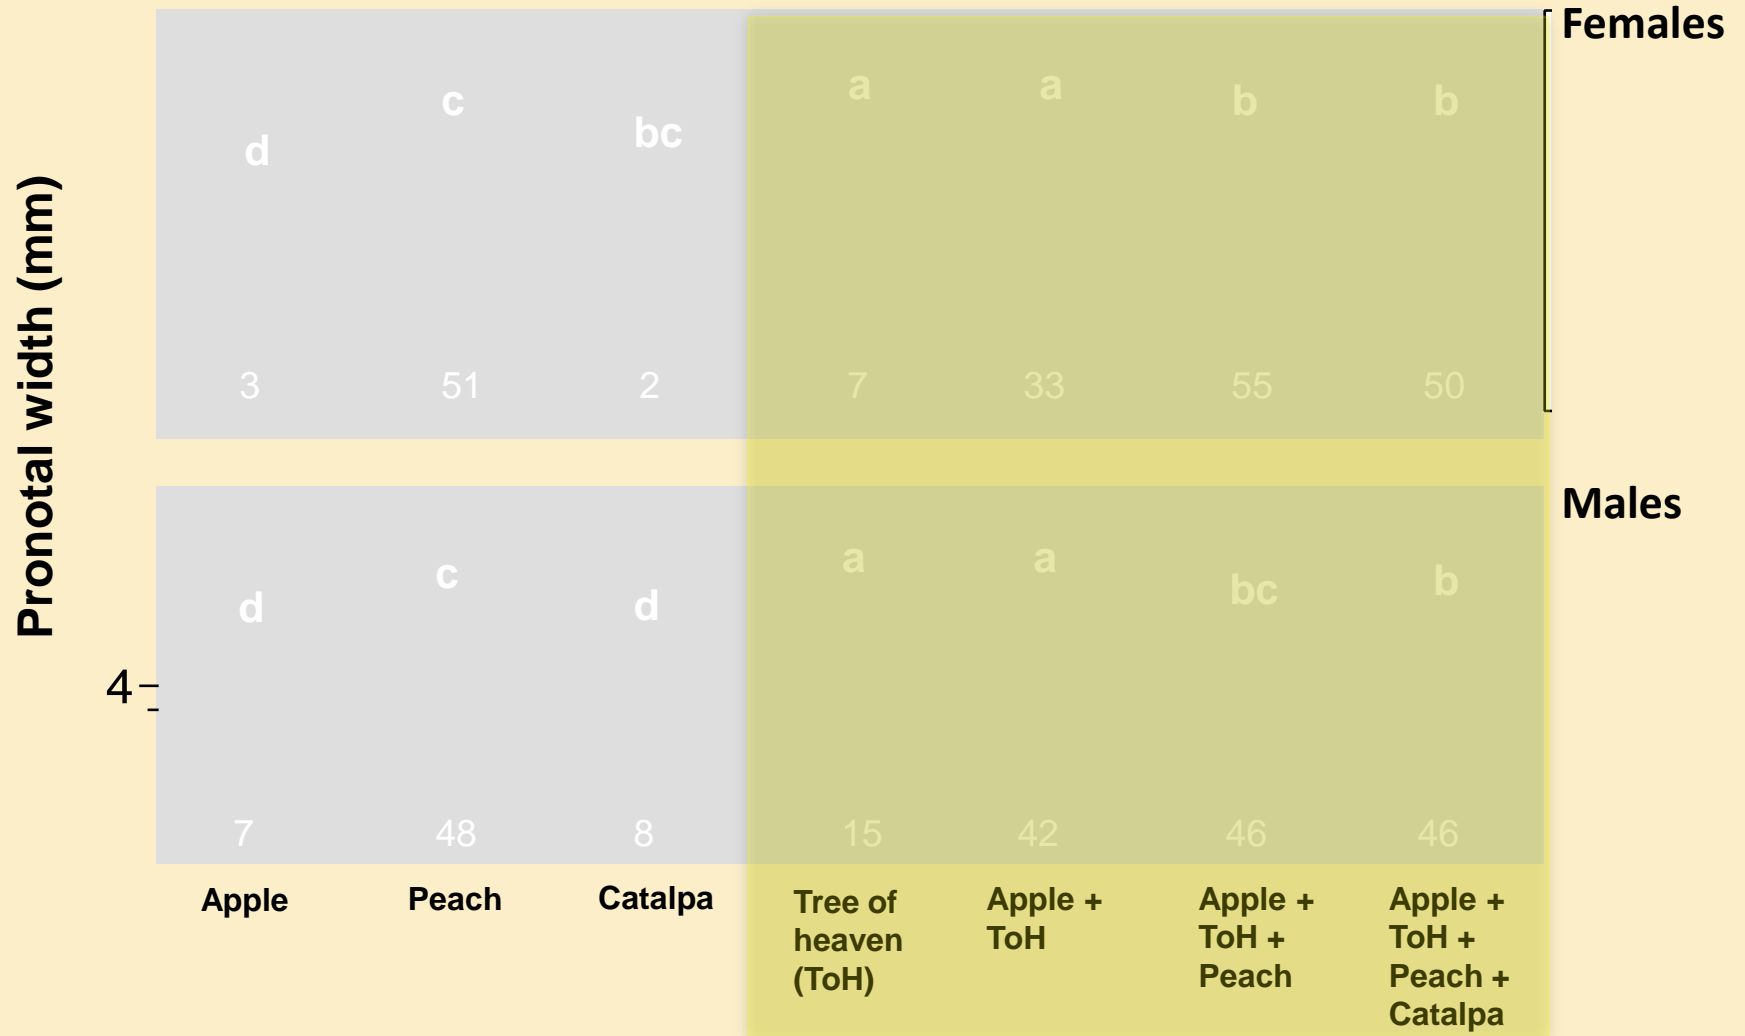 Pronotal width (mm)
Females
a a
c b b
bc
d
3 51 2 7 33 55 50
Males
a a
c b
bc
d d
4
7 48 8 15 42 46 46
Apple
Peach
Catalpa
Tree of
heaven
(ToH)
Apple +
ToH
Apple +
ToH +
Peach
Apple +
ToH +
Peach +
Catalpa